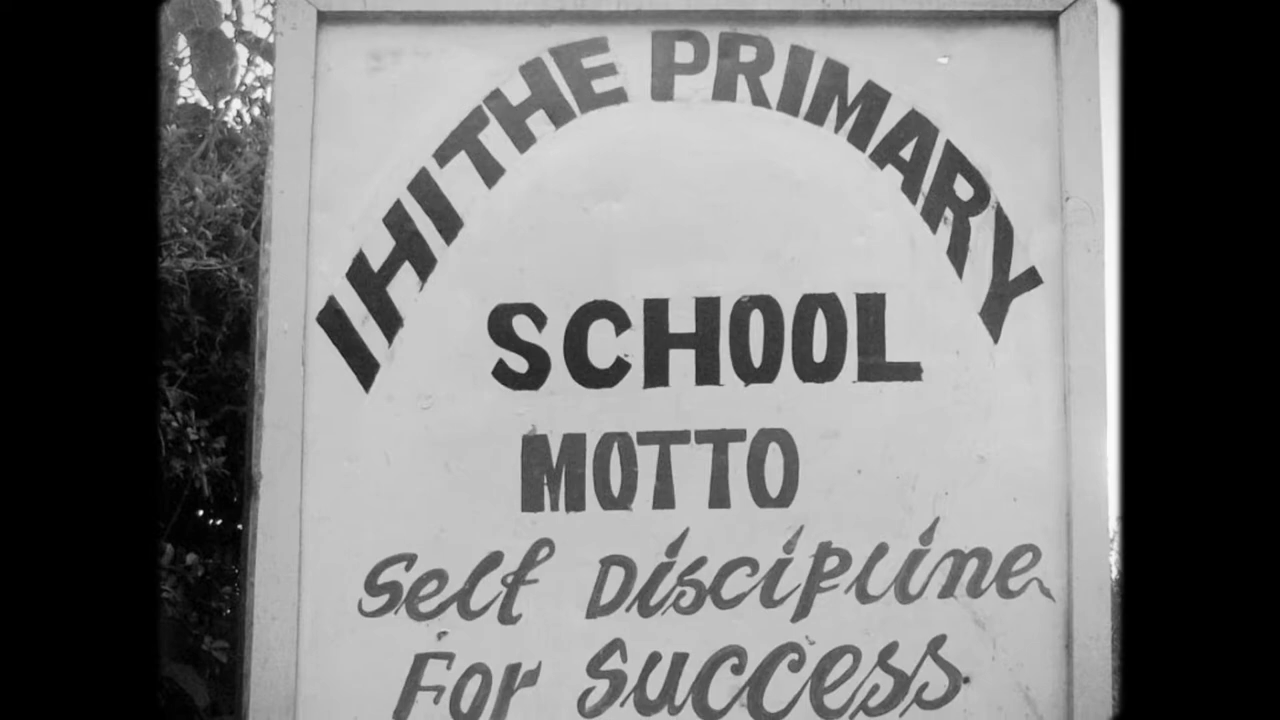 IHITHE PRIMARY
SCHOOL
MOTTO
Self Discipline
For Success